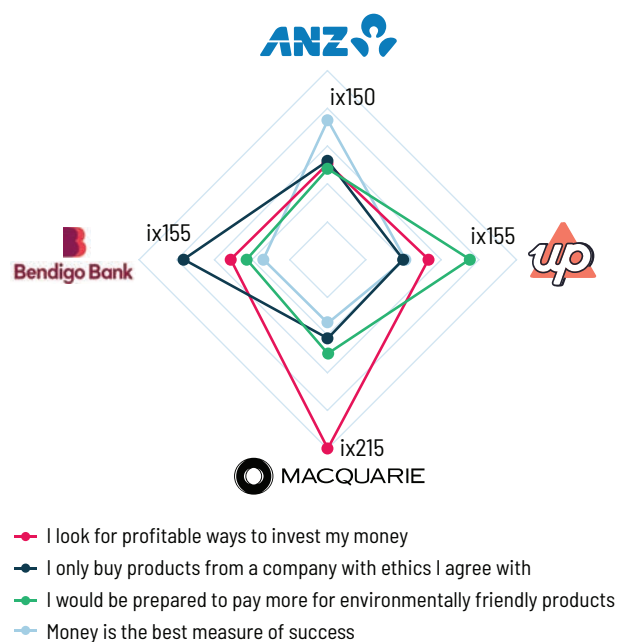 ANZ
ix150
ix155
Bendigo Bank
ix155
up
ix215
MACQUARIE
I look for profitable ways to invest my money
I only buy products from a company with ethics I agree with
I would be prepared to pay more for environmentally friendly products
Money is the best measure of success